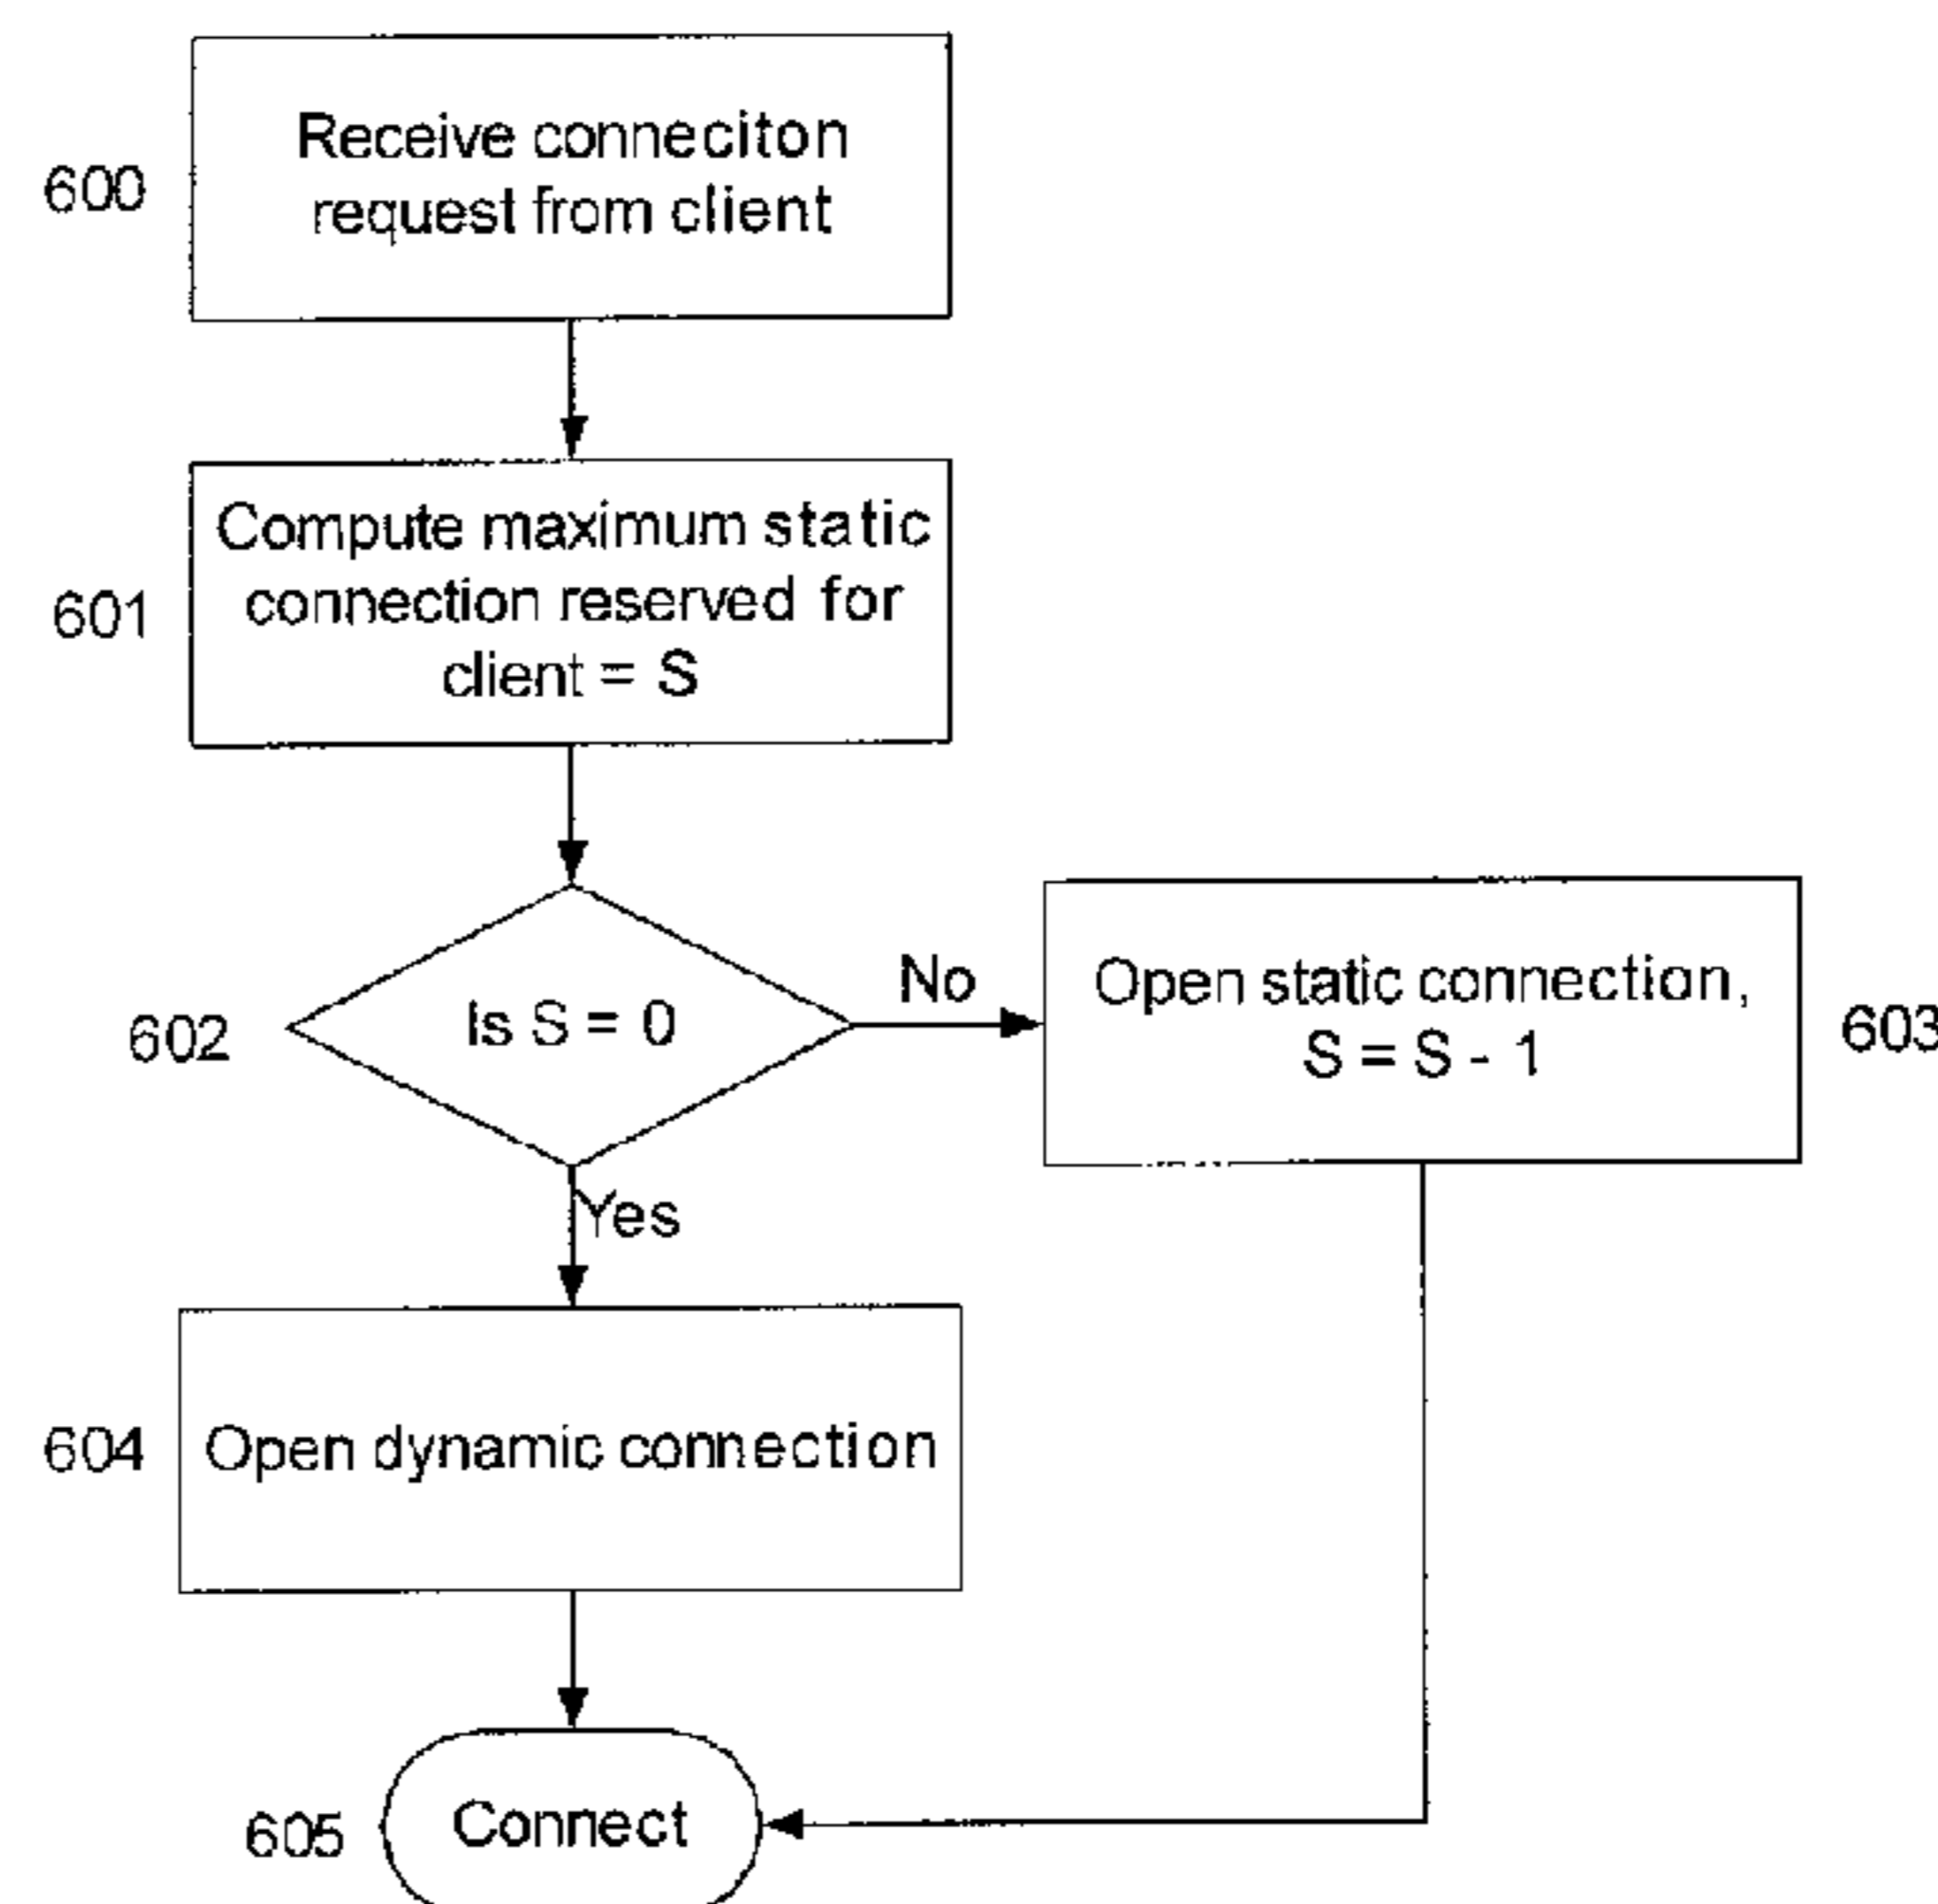 Receive conneciton
request from client
600
Compute maximum static
connection reserved for
client = S
601
Is S = 0
602
No
Open static connection,
S = S - 1
603
Yes
604
Open dynamic connection
605
Connect